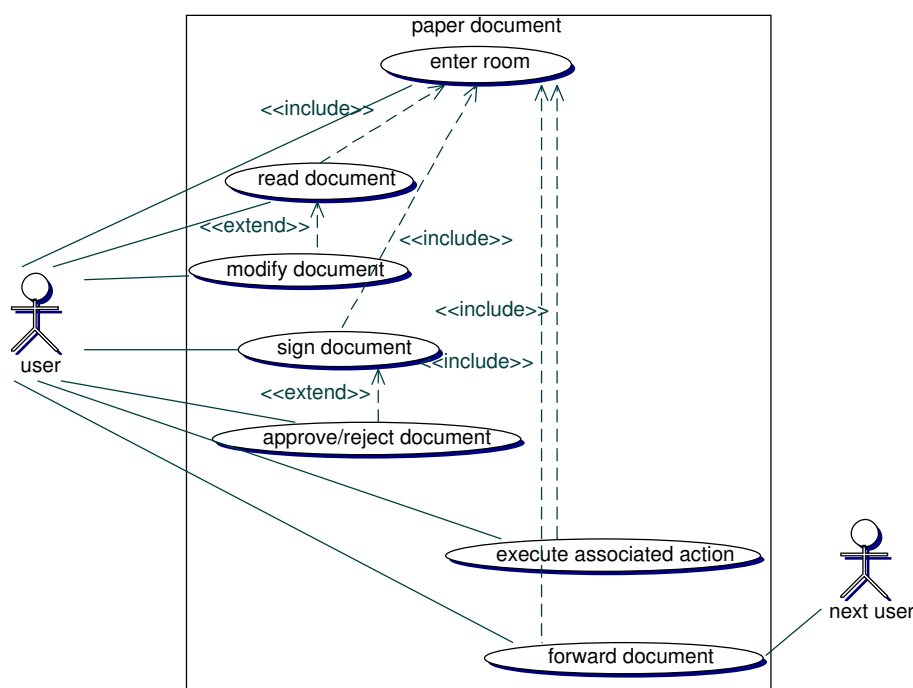 paper document
enter room
<<include>>
read document
<<extend>>
<<include>>
modify document
<<include>>
sign document
<<include>>
user
<<extend>>
approve/reject document
execute associated action
next user
forward document